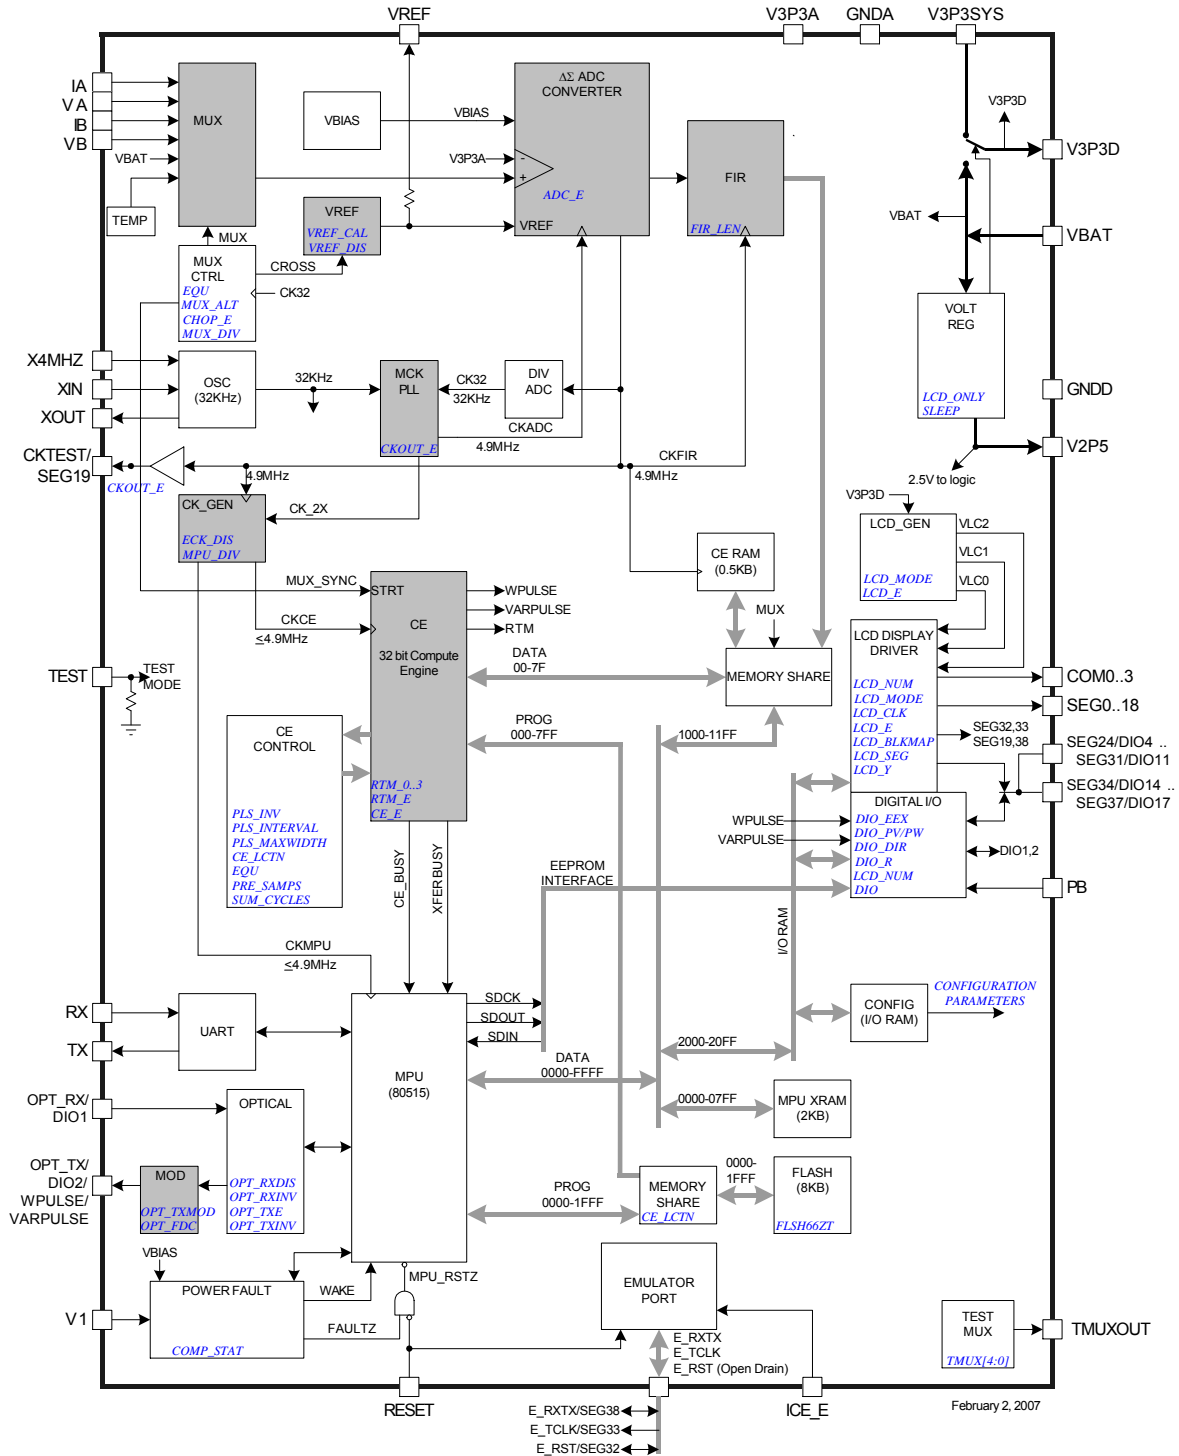 VREF
V3P3A
GNDA
V3P3SYS
IA
VA
IB
VB
VBAT
TEMP
MUX
VBIAS
VBIAS
ΔΣ ADC
CONVERTER
V3P3A
-
+
ADC_E
VREF
FIR
FIR_LEN
V3P3D
V3P3D
VBAT
VBAT
VREF
VREF_CAL
VREF_DIS
MUX
MUX
CTRL
EQU
MUX_ALT
CHOP_E
MUX_DIV
CROSS
CK32
VOLT
REG
LCD_ONLY
SLEEP
GNDD
V2P5
2.5V to logic
X4MHZ
XIN
XOUT
OSC
(32KHz)
32KHz
MCK
PLL
CKOUT_E
CK32
32KHz
DIV
ADC
CKADC
4.9MHz
CKTEST/
SEG19
CKOUT_E
4.9MHz
CKFIR
4.9MHz
CK_GEN
ECK_DIS
MPU_DIV
CK_2X
V3P3D
LCD_GEN
LCD_MODE
LCD_E
VLC2
VLC1
VLC0
CE RAM
(0.5KB)
MUX
MUX_SYNC
STRT
CKCE
≤4.9MHz
CE
32 bit Compute
Engine
RTM_0..3
RTM_E
CE_E
WPULSE
VARPULSE
RTM
DATA
00-7F
MEMORY SHARE
PROG
000-7FF
1000-11FF
TEST
TEST
MODE
CE
CONTROL
PLS_INV
PLS_INTERVAL
PLS_MAXWIDTH
CE_LCTN
EQU
PRE_SAMPS
SUM_CYCLES
LCD DISPLAY
DRIVER
LCD_NUM
LCD_MODE
LCD_CLK
LCD_E
LCD_BLKMAP
LCD_SEG
LCD_Y
COM0..3
SEG0..18
SEG32,33
SEG19,38
SEG24/DIO4 ..
SEG31/DIO11
SEG34/DIO14 ..
SEG37/DIO17
DIGITAL I/O
DIO_EEX
DIO_PV/PW
DIO_DIR
DIO_R
LCD_NUM
DIO
WPULSE
VARPULSE
DIO1,2
PB
CE_BUSY
XFER BUSY
EEPROM
INTERFACE
I/O RAM
CKMPU
≤4.9MHz
RX
TX
UART
MPU
(80515)
SDCK
SDOUT
SDIN
DATA
0000-FFFF
2000-20FF
CONFIG
(I/O RAM)
CONFIGURATION
PARAMETERS
0000-07FF
MPU XRAM
(2KB)
OPT_RX/
DIO1
OPTICAL
OPT_RXDIS
OPT_RXINV
OPT_TXE
OPT_TXINV
OPT_TX/
DIO2/
WPULSE/
VARPULSE
MOD
OPT_TXMOD
OPT_FDC
PROG
0000-1FFF
MEMORY
SHARE
CE_LCTN
0000-
1FFF
FLASH
(8KB)
FLSH66ZT
VBIAS
V1
POWER FAULT
COMP_STAT
WAKE
FAULTZ
MPU_RSTZ
EMULATOR
PORT
E_RXTX
E_TCLK
E_RST (Open Drain)
TEST
MUX
TMUX[4:0]
TMUXOUT
RESET
ICE_E
February 2, 2007
E_RXTX/SEG38
E_TCLK/SEG33
E_RST/SEG32